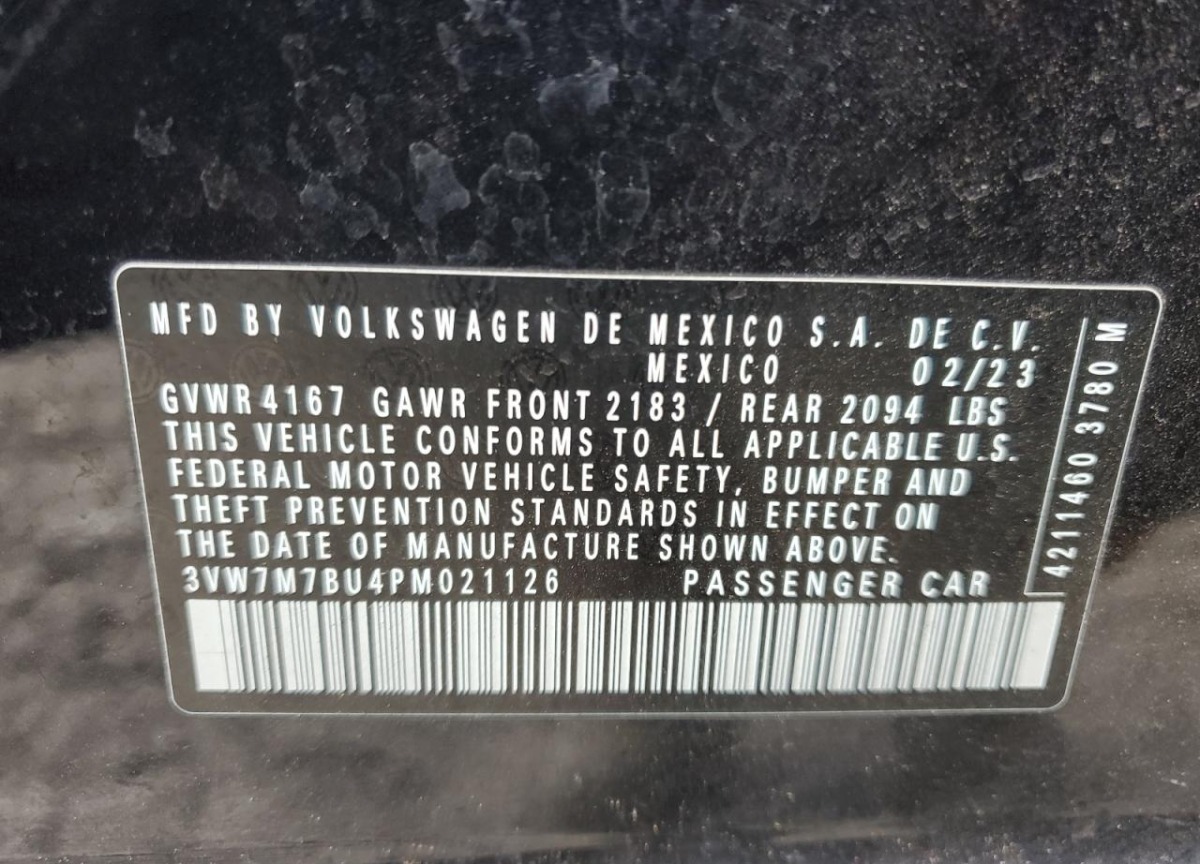 MFD BY VOLKSWAGEN DE MEXICO S.A. DE C.V.
MEXICO 02/23
GVWR 4167 GAWR FRONT 2183 / REAR 2094 LBS
THIS VEHICLE CONFORMS TO ALL APPLICABLE U.S.
FEDERAL MOTOR VEHICLE SAFETY, BUMPER AND
THEFT PREVENTION STANDARDS IN EFFECT ON
THE DATE OF MANUFACTURE SHOWN ABOVE.
3VW7M7BU4PM021126 PASSENGER CAR
4211460 3780 M